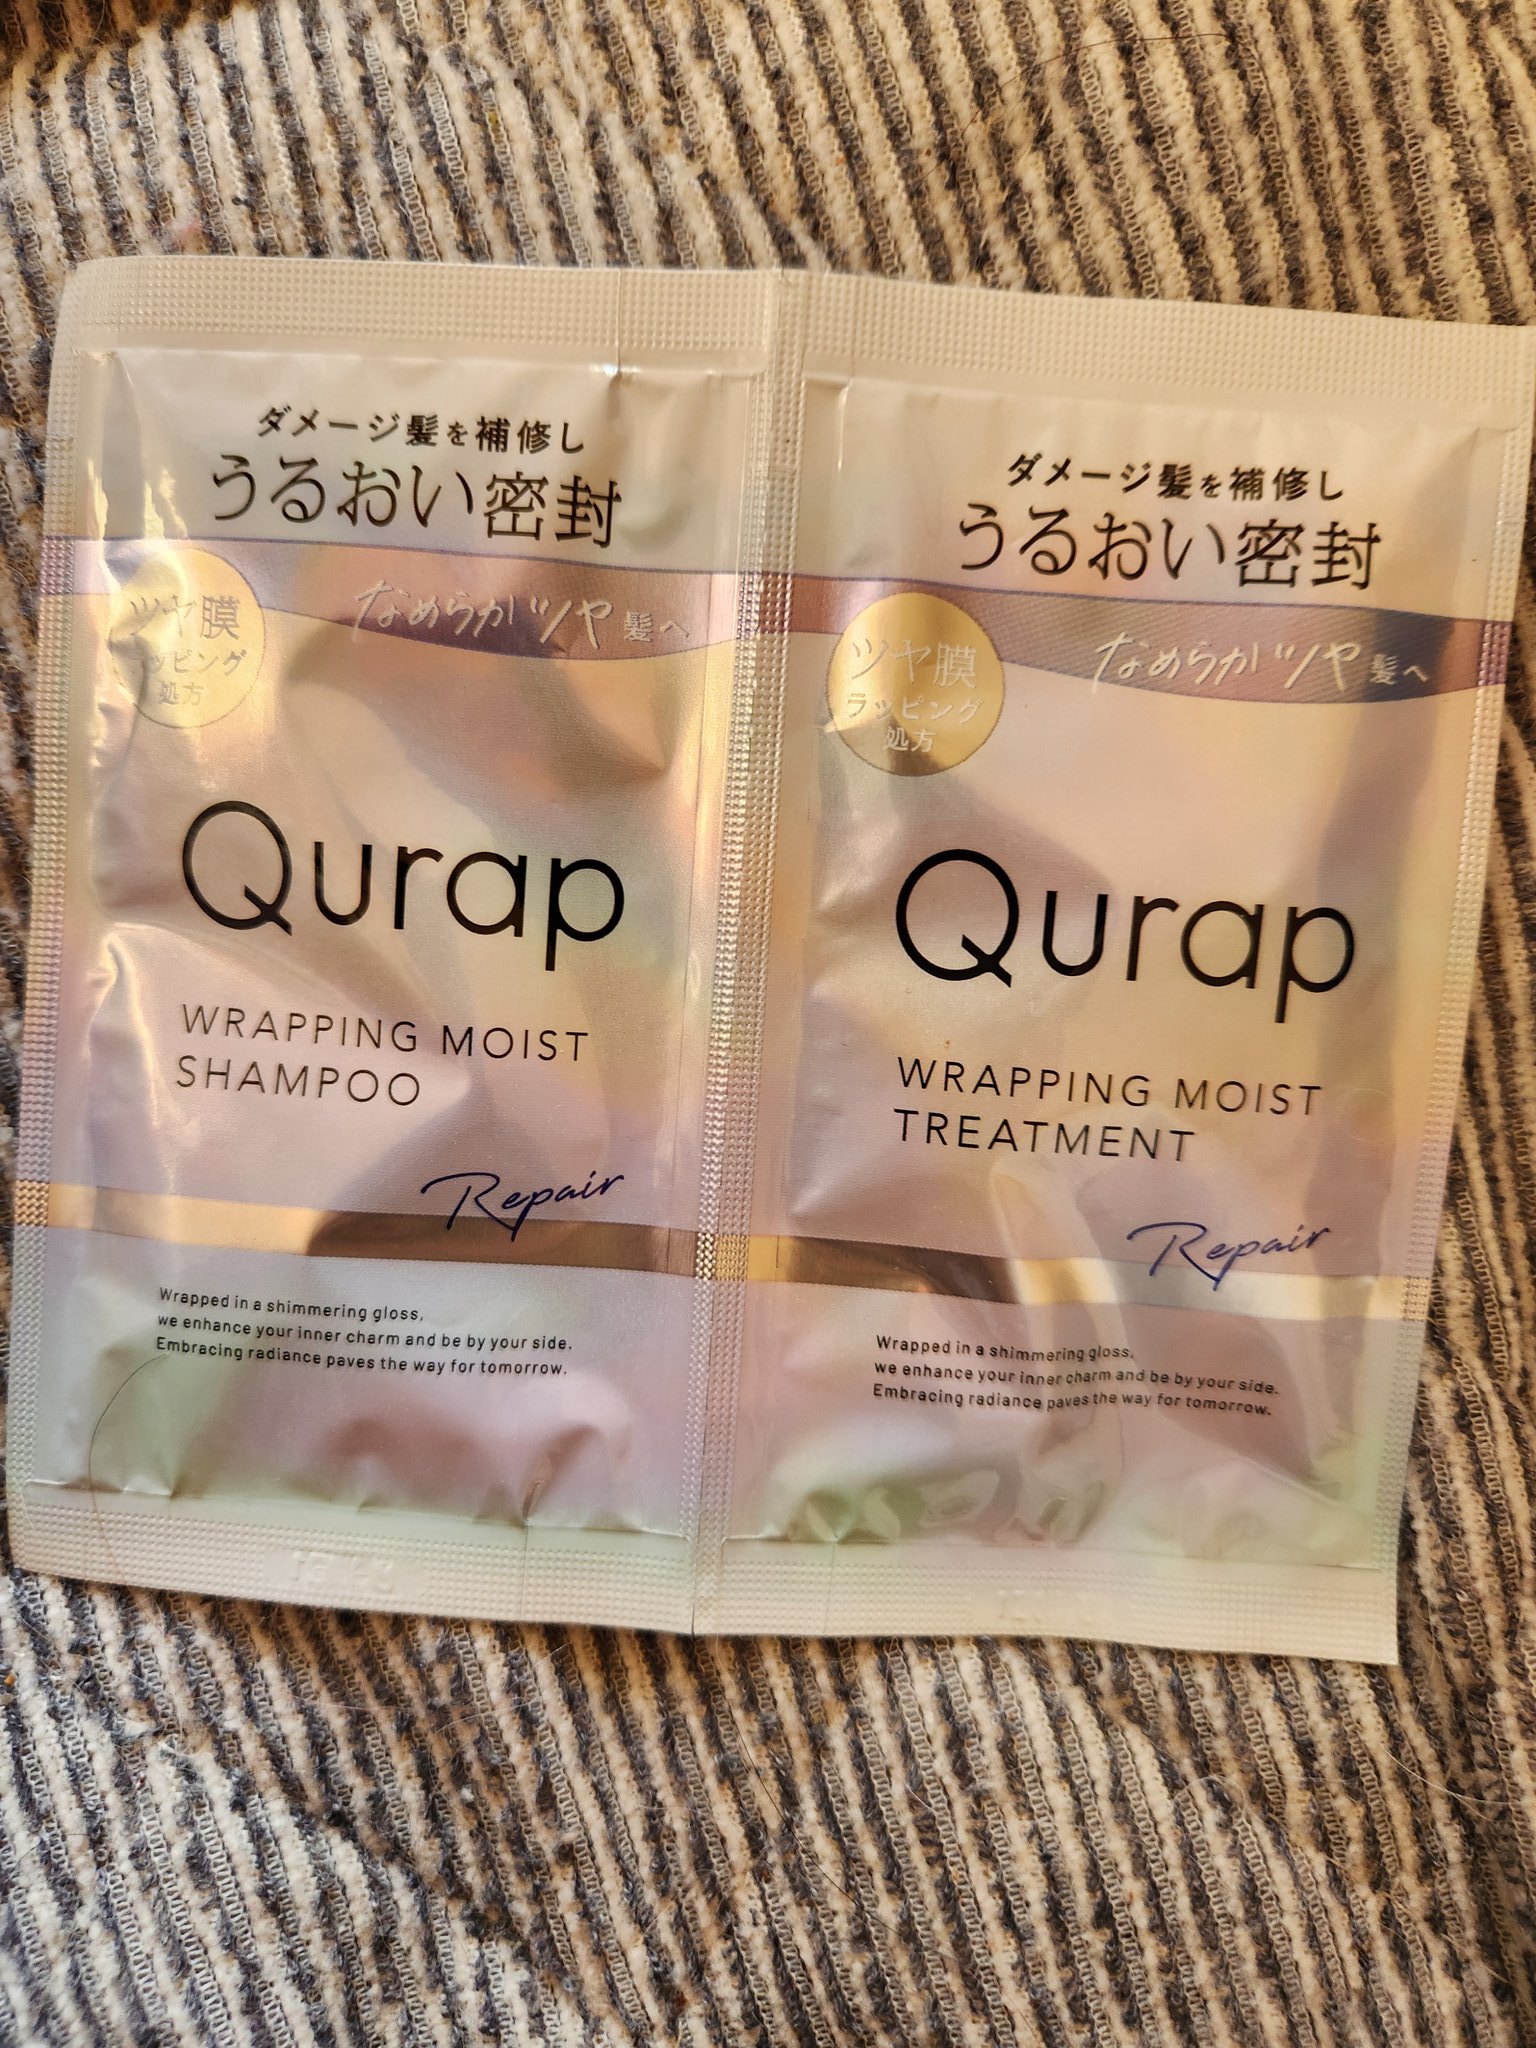 ダメージ髪を補修し
うるおい密封
ツヤ膜
ラッピング
処方
なめらかツヤ髪へ
Qurap
WRAPPING MOIST
SHAMPOO
Repair
Wrapped in a shimmering gloss,
we enhance your inner charm and be by your side.
Embracing radiance paves the way for tomorrow.
ダメージ髪を補修し
うるおい密封
ツヤ膜
ラッピング
処方
なめらかツヤ髪へ
Qurap
WRAPPING MOIST
TREATMENT
Repair
Wrapped in a shimmering gloss,
we enhance your inner charm and be by your side.
Embracing radiance paves the way for tomorrow.